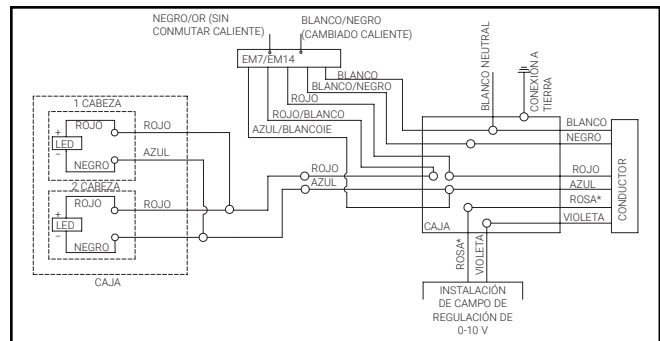 NEGRO/OR (SIN
CONMUTAR CALIENTE)
BLANCO/NEGRO
(CAMBIADO CALIENTE)
EM7/EM14
BLANCO
BLANCO/NEGRO
ROJO
ROJO/BLANCO
AZUL/BLANCOIE
BLANCO NEUTRAL
CONEXIÓN A
TIERRA
1 CABEZA
+
ROJO
ROJO
LED
AZUL
–
NEGRO
2 CABEZA
ROJO
ROJO
+
LED
–
NEGRO
CAJA
ROJO
AZUL
BLANCO
NEGRO
ROJO
AZUL
ROSA*
VIOLETA
CONDUCTOR
CAJA
ROSA*
VIOLETA
INSTALACIÓN
DE CAMPO DE
REGULACIÓN DE
0-10 V